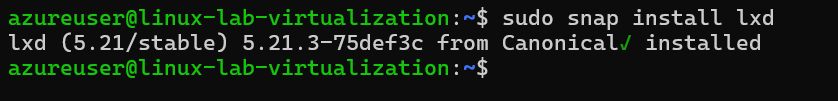 azureuser@linux-lab-virtualization:~$ sudo snap install lxd
lxd (5.21/stable) 5.21.3-75def3c from Canonical✓ installed
azureuser@linux-lab-virtualization:~$